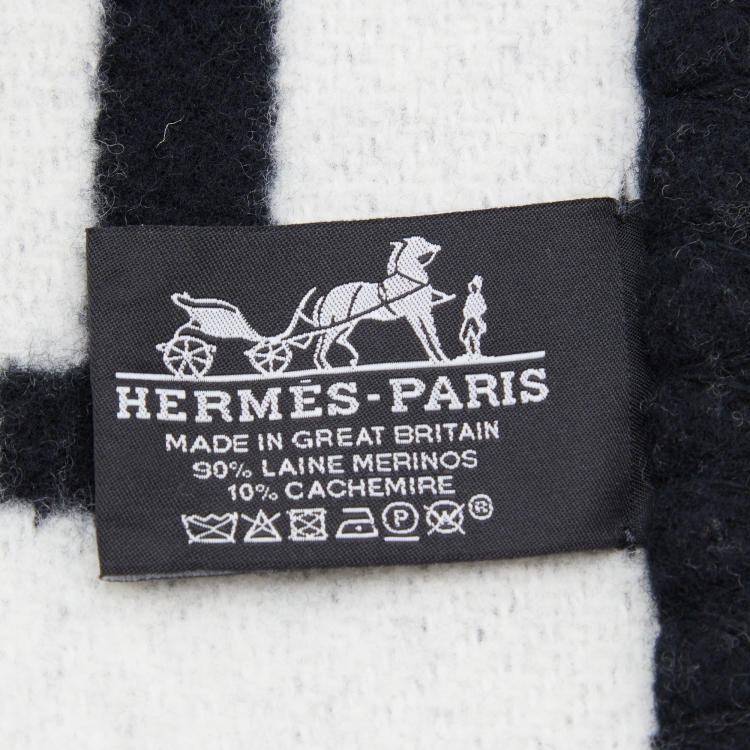 HERMÈS-PARIS
MADE IN GREAT BRITAIN
90% LAINE MERINOS
10% CACHEMIRE
P W ®